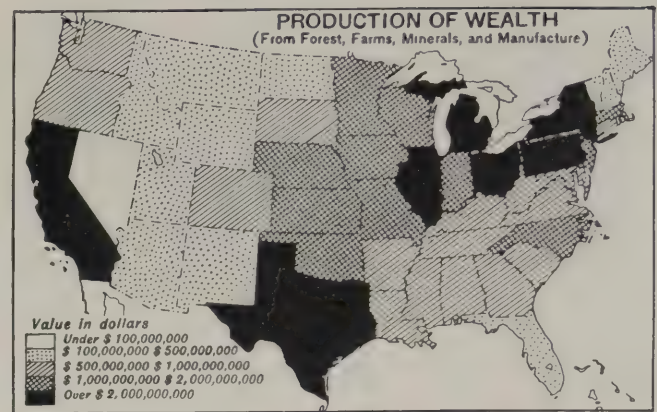 PRODUCTION OF WEALTH
(From Forest, Farms, Minerals, and Manufacture)
Value in dollars
Under $ 100,000,000
$ 100,000,000 $ 500,000,000
$ 500,000,000 $ 1,000,000,000
$ 1,000,000,000 $ 2,000,000,000
Over $ 2,000,000,000